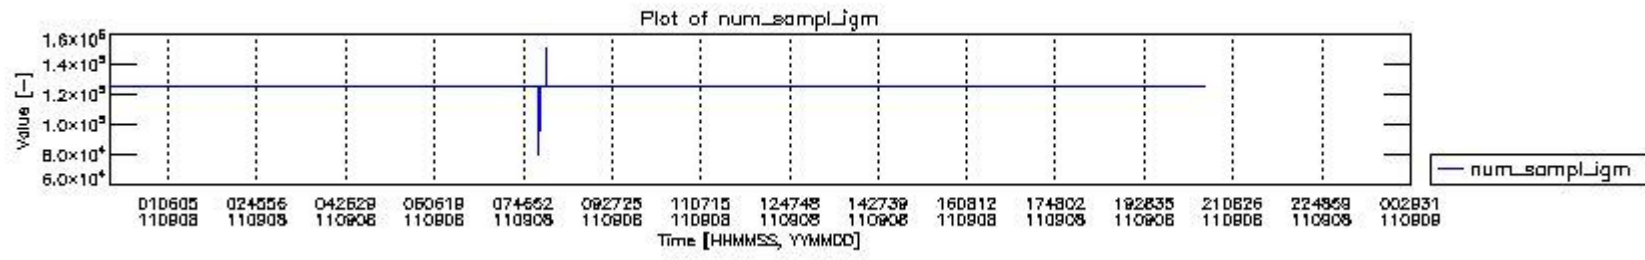 Plot of num_sampl_igm
1.6×10⁵
1.4×10⁵
1.2×10⁵
1.0×10⁵
8.0×10⁴
6.0×10⁴
Value [–]
num_sampl_igm
010605 024556 042629 060619 074652 092725 110715 124748 142739 160812 174802 192835 210826 224859 002931
110908 110908 110908 110908 110908 110908 110908 110908 110908 110908 110908 110908 110908 110908 110909
Time [HHMMSS, YYMMDD]